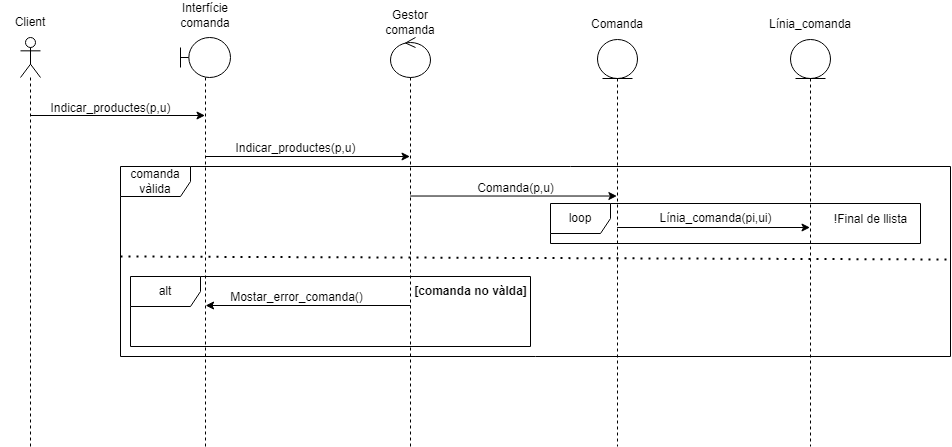 Client
Interfície
comanda
Gestor
comanda
Comanda
Línia_comanda
Indicar_productes(p,u)
Indicar_productes(p,u)
comanda
vàlida
Comanda(p,u)
loop
Línia_comanda(pi,ui)
!Final de llista
alt
Mostar_error_comanda()
[comanda no vàlda]